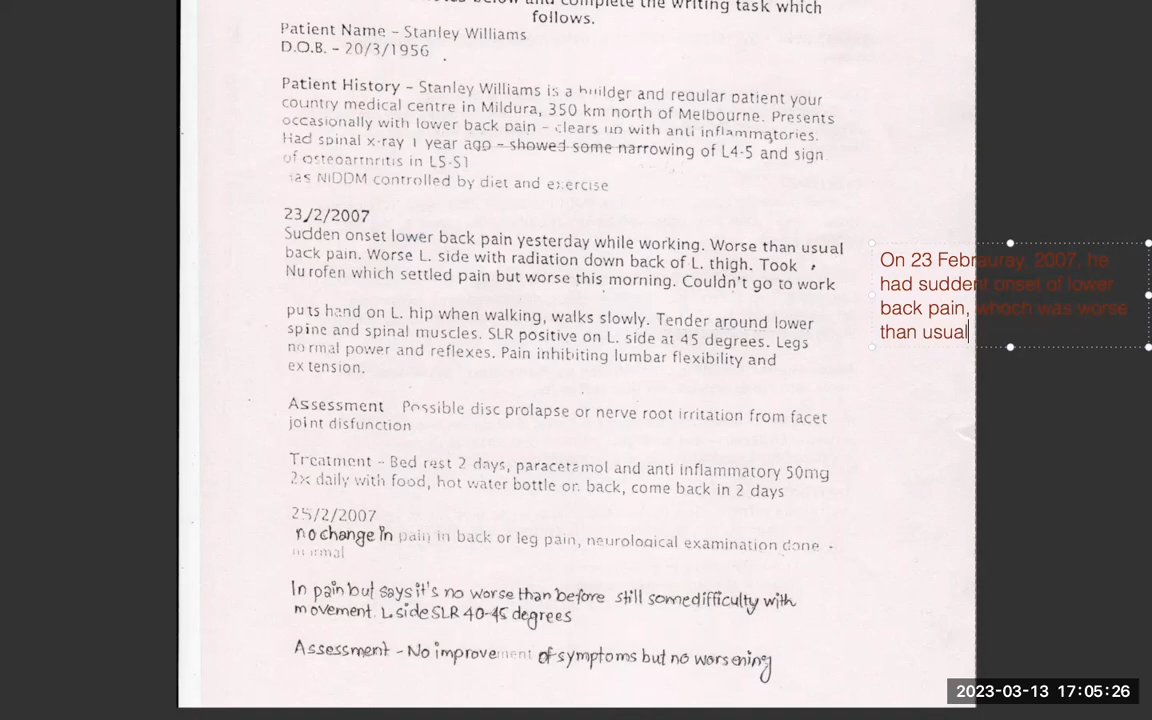 below and complete the writing task which
follows.
Patient Name - Stanley Williams
D.O.B. - 20/3/1956
Patient History - Stanley Williams is a builder and regular patient your
country medical centre in Mildura, 350 km north of Melbourne. Presents
occasionally with lower back pain - clears up with anti inflammatories.
Had spinal x-ray 1 year ago - showed some narrowing of L4-5 and sign
of osteoarthritis in L5-S1
Has NIDDM controlled by diet and exercise
23/2/2007
Sudden onset lower back pain yesterday while working. Worse than usual
back pain. Worse L. side with radiation down back of L. thigh. Took
Nurofen which settled pain but worse this morning. Couldn't go to work
puts hand on L. hip when walking, walks slowly. Tender around lower
spine and spinal muscles. SLR positive on L. side at 45 degrees. Legs
normal power and reflexes. Pain inhibiting lumbar flexibility and
extension.
Assessment Possible disc prolapse or nerve root irritation from facet
joint disfunction
Treatment - Bed rest 2 days, paracetamol and anti inflammatory 50mg
2x daily with food, hot water bottle on back, come back in 2 days
25/2/2007
no change in pain in back or leg pain, neurological examination done -
normal
In pain but says it's no worse than before still some difficulty with
movement. L side SLR 40-45 degrees
Assessment - No improvement of symptoms but no worsening
On 23 Febrauray, 2007, he
had sudden onset of lower
back pain, whoch was worse
than usual
2023-03-13 17:05:26